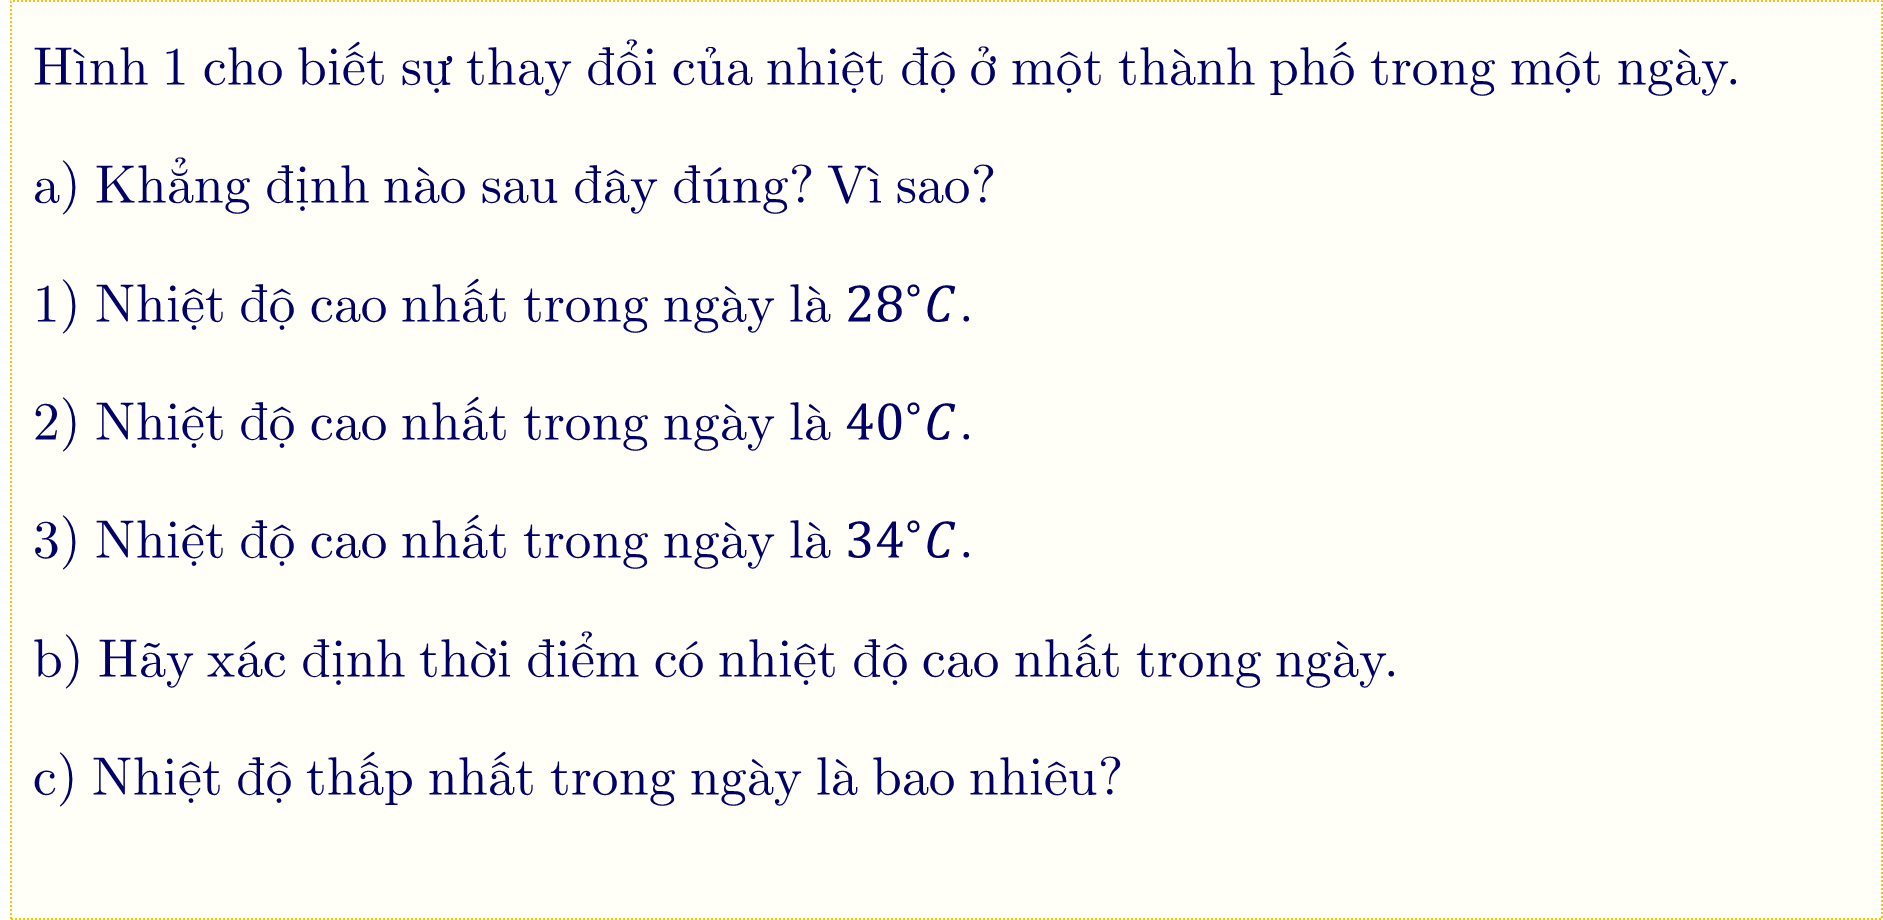 Hình 1 cho biết sự thay đổi của nhiệt độ ở một thành phố trong một ngày.
a) Khẳng định nào sau đây đúng? Vì sao?
1) Nhiệt độ cao nhất trong ngày là 28°C.
2) Nhiệt độ cao nhất trong ngày là 40°C.
3) Nhiệt độ cao nhất trong ngày là 34°C.
b) Hãy xác định thời điểm có nhiệt độ cao nhất trong ngày.
c) Nhiệt độ thấp nhất trong ngày là bao nhiêu?